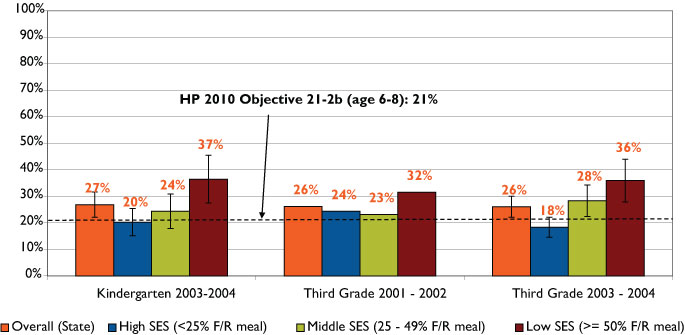 100%
90%
80%
70%
60%
50%
40%
30%
20%
10%
0%
HP 2010 Objective 21-2b (age 6-8): 21%
27%
20%
24%
37%
26%
24%
23%
32%
26%
18%
28%
36%
Kindergarten 2003-2004
Third Grade 2001 - 2002
Third Grade 2003 - 2004
Overall (State)
High SES (<25% F/R meal)
Middle SES (25 - 49% F/R meal)
Low SES (>= 50% F/R meal)